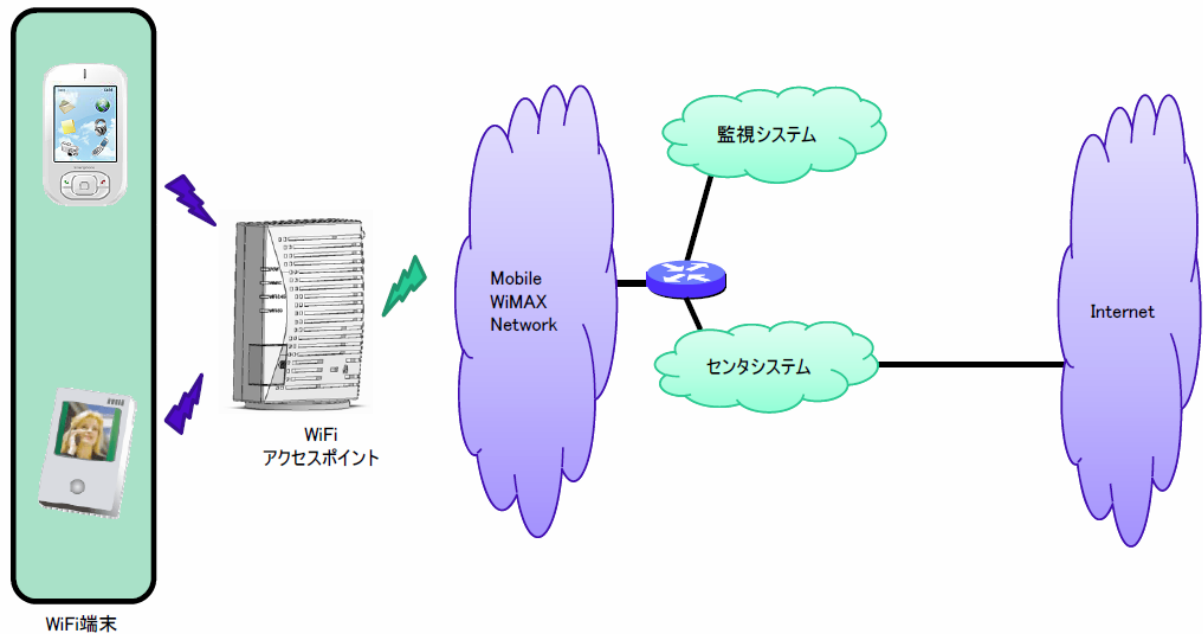 監視システム
Mobile
WiMAX
Network
Internet
センタシステム
WiFi
アクセスポイント
WiFi端末